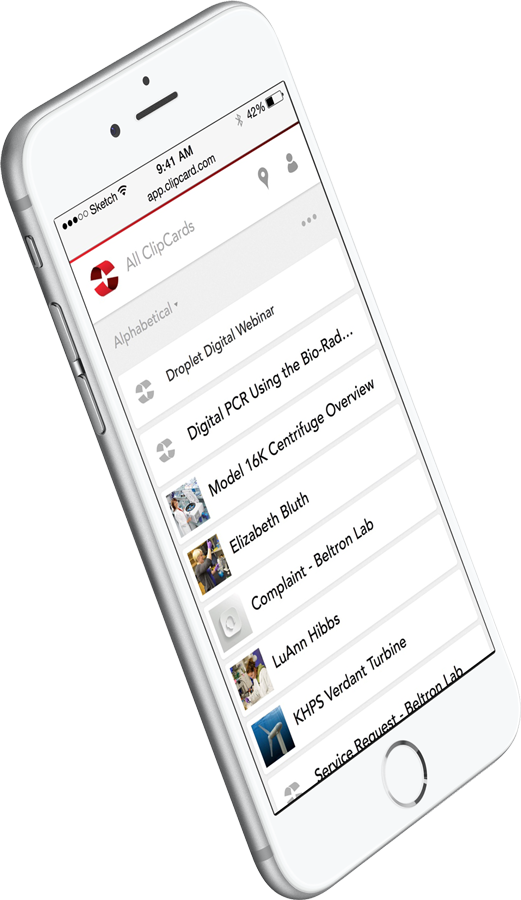 Sketch 9:41 AM 42%
app.clipcard.com
All ClipCards
Alphabetical
Droplet Digital Webinar
Digital PCR Using the Bio-Rad...
Model 16K Centrifuge Overview
Elizabeth Bluth
Complaint - Beltron Lab
LuAnn Hibbs
KHPS Verdant Turbine
Service Request - Beltron Lab